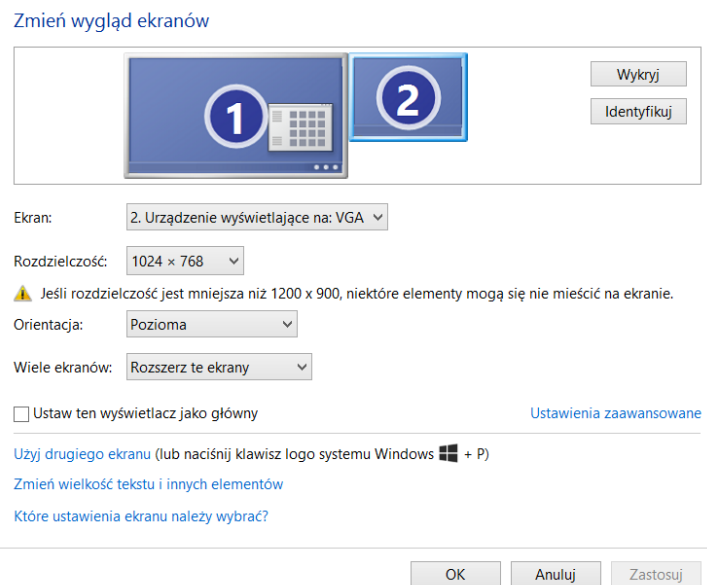 Zmień wygląd ekranów
1
2
Wykryj
Identyfikuj
Ekran: 2. Urządzenie wyświetlające na: VGA
Rozdzielczość: 1024 × 768
Jeśli rozdzielczość jest mniejsza niż 1200 x 900, niektóre elementy mogą się nie mieścić na ekranie.
Orientacja: Pozioma
Wiele ekranów: Rozszerz te ekrany
Ustaw ten wyświetlacz jako główny Ustawienia zaawansowane
Użyj drugiego ekranu (lub naciśnij klawisz logo systemu Windows + P)
Zmień wielkość tekstu i innych elementów
Które ustawienia ekranu należy wybrać?
OK Anuluj Zastosuj